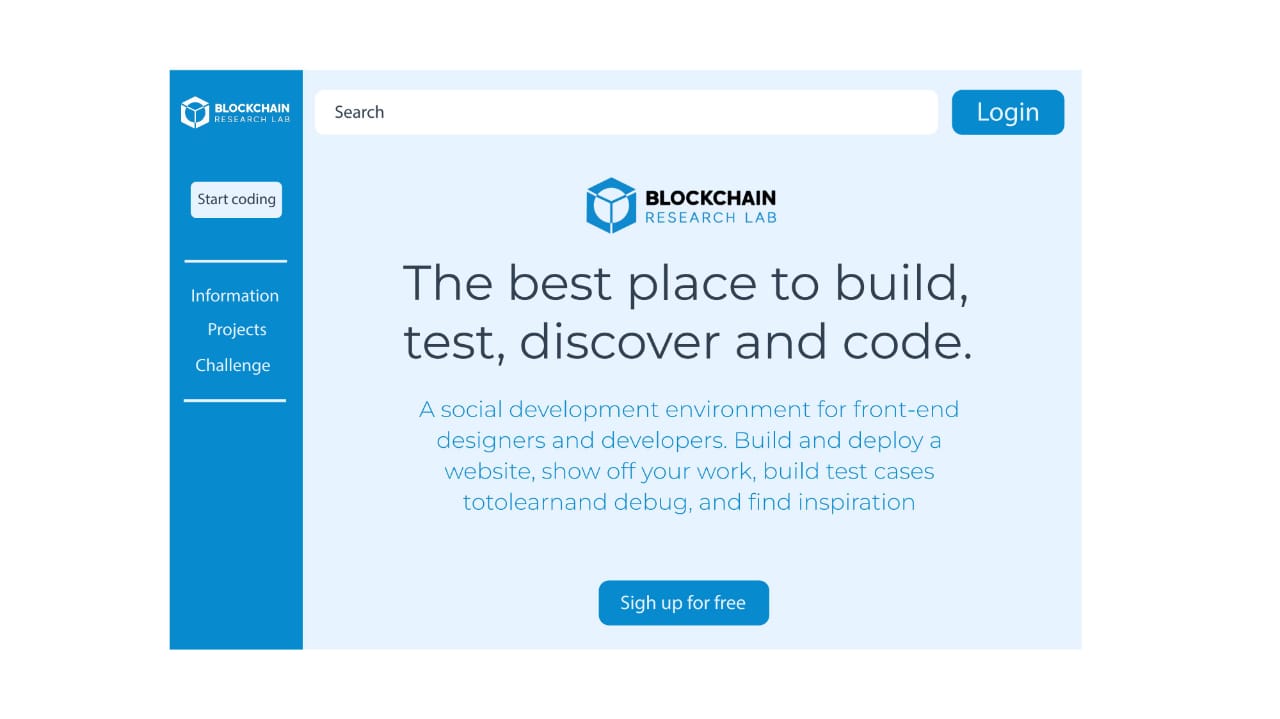 BLOCKCHAIN
RESEARCH LAB
Start coding
Information
Projects
Challenge
Search
Login
BLOCKCHAIN
RESEARCH LAB
The best place to build,
test, discover and code.
A social development environment for front-end
designers and developers. Build and deploy a
website, show off your work, build test cases
totolearnand debug, and find inspiration
Sigh up for free